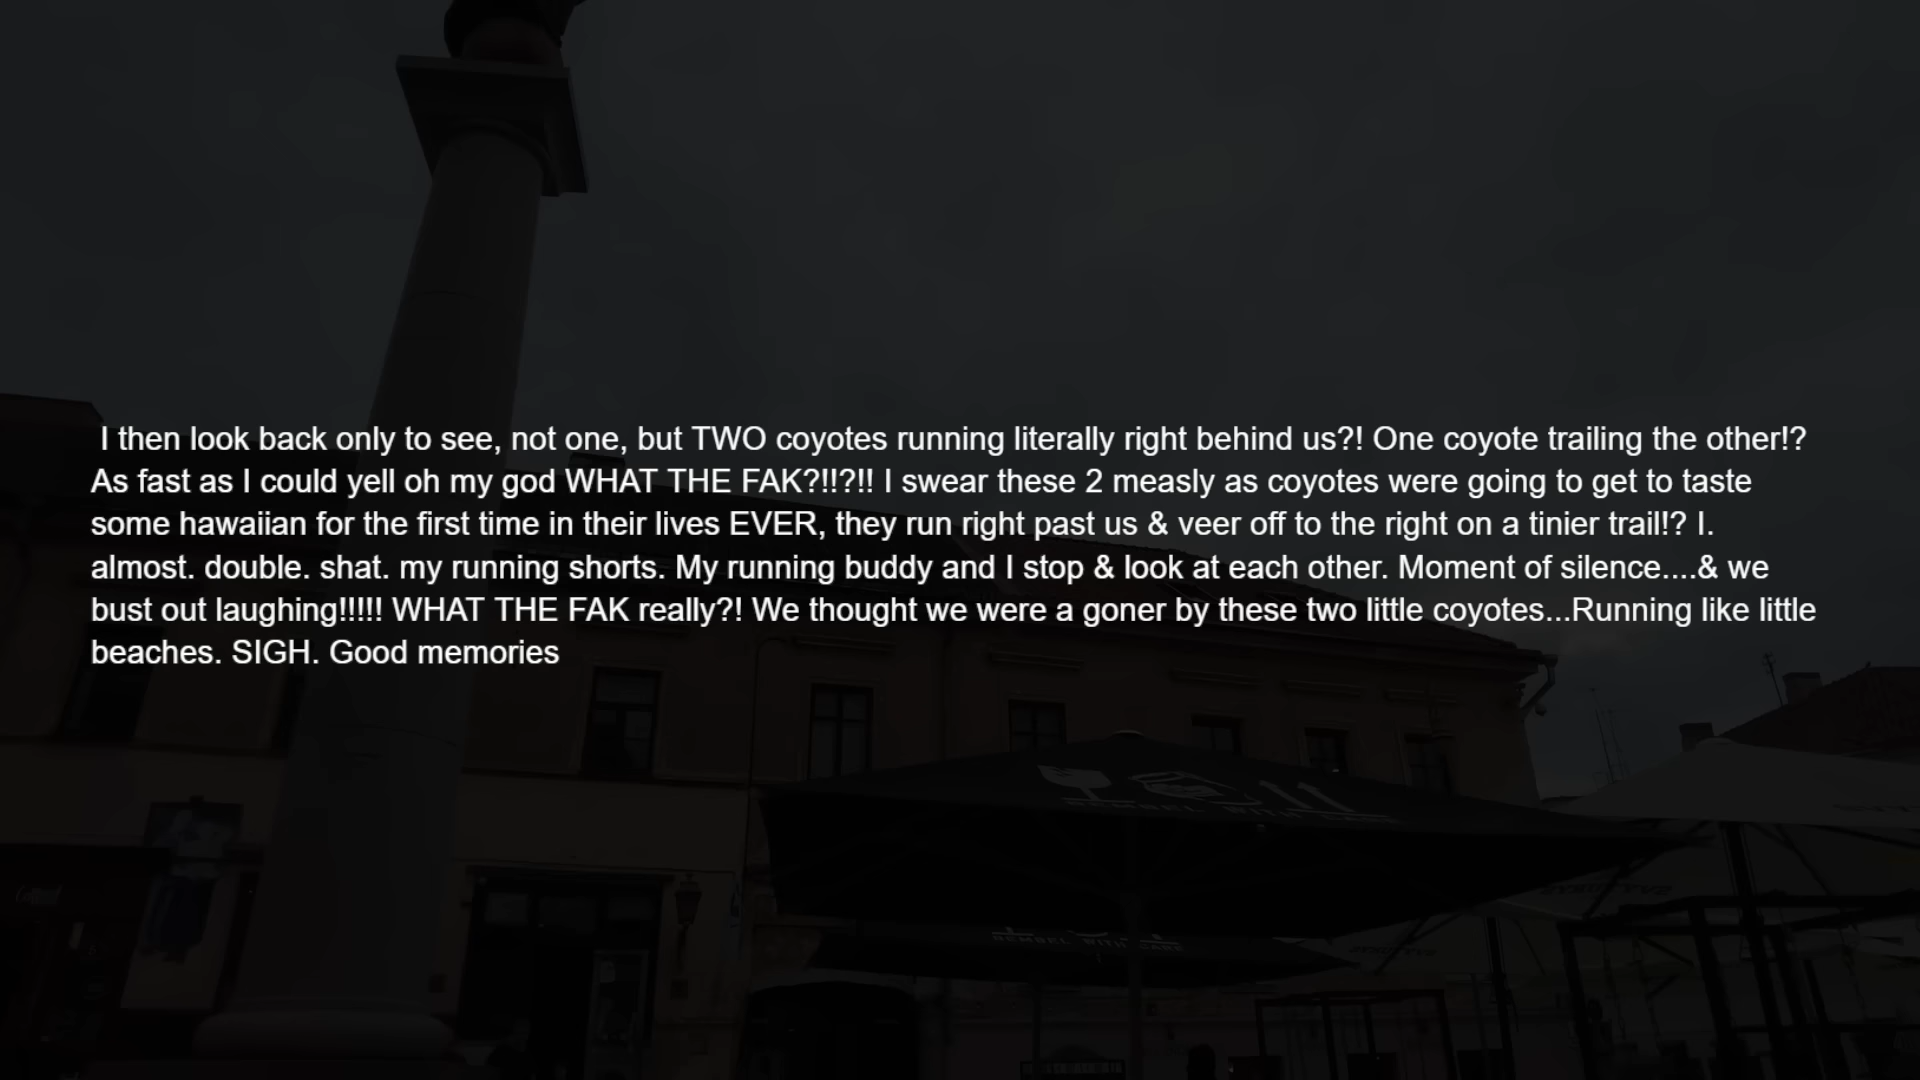 I then look back only to see, not one, but TWO coyotes running literally right behind us?! One coyote trailing the other!?
As fast as I could yell oh my god WHAT THE FAK?!!?!! I swear these 2 measly as coyotes were going to get to taste
some hawaiian for the first time in their lives EVER, they run right past us & veer off to the right on a tinier trail!? I.
almost. double. shat. my running shorts. My running buddy and I stop & look at each other. Moment of silence....& we
bust out laughing!!!!! WHAT THE FAK really?! We thought we were a goner by these two little coyotes...Running like little
beaches. SIGH. Good memories